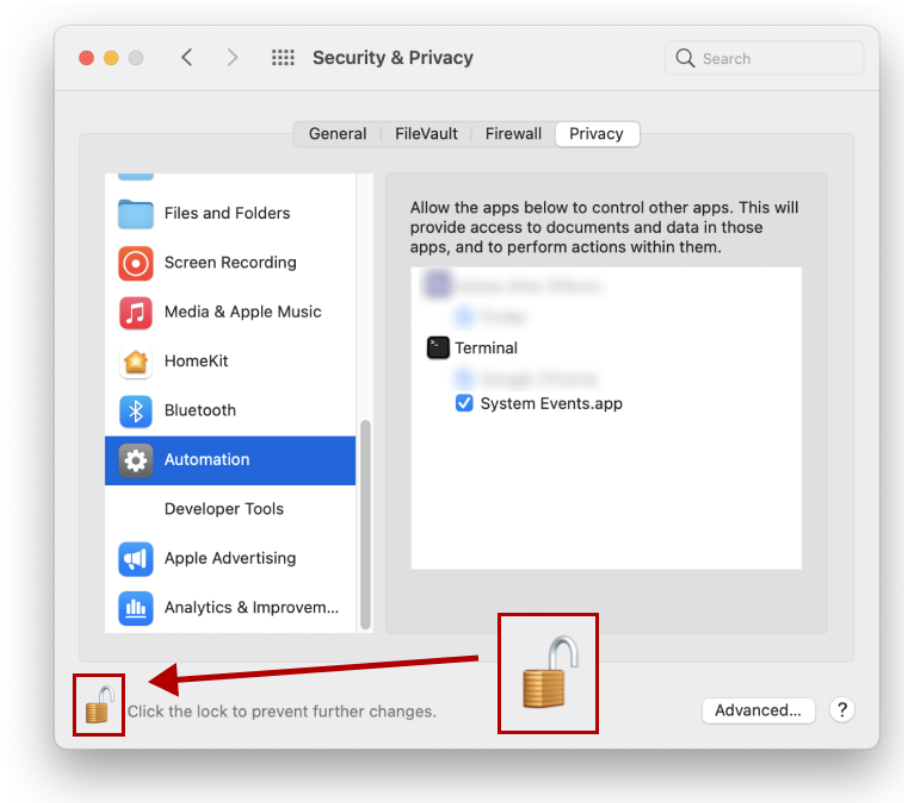 Security & Privacy
Search
General
FileVault
Firewall
Privacy
Files and Folders
Screen Recording
Media & Apple Music
HomeKit
Bluetooth
Automation
Developer Tools
Apple Advertising
Analytics & Improvem...
Allow the apps below to control other apps. This will
provide access to documents and data in those
apps, and to perform actions within them.
Terminal
System Events.app
Click the lock to prevent further changes.
Advanced...
?